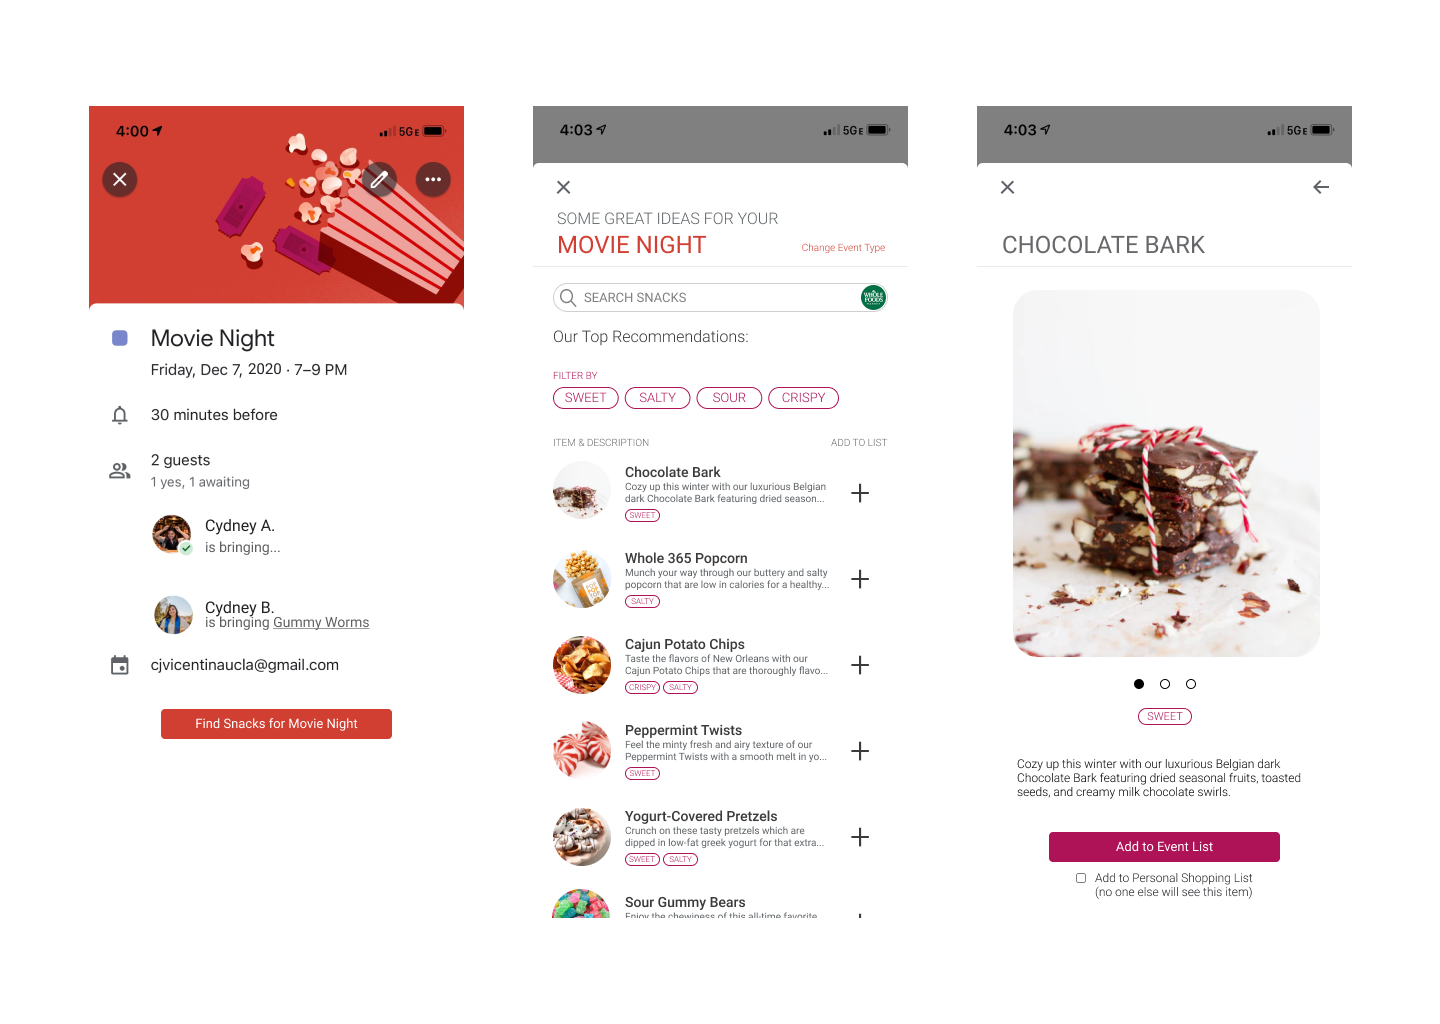 4:00
5GE
Movie Night
Friday, Dec 7, 2020 · 7–9 PM
30 minutes before
2 guests
1 yes, 1 awaiting
Cydney A.
is bringing...
Cydney B.
is bringing Gummy Worms
cjvicentinaucla@gmail.com
Find Snacks for Movie Night
4:03
5GE
SOME GREAT IDEAS FOR YOUR
MOVIE NIGHT
Change Event Type
SEARCH SNACKS
WHOLE
FOODS
Our Top Recommendations:
FILTER BY
SWEET
SALTY
SOUR
CRISPY
ITEM & DESCRIPTION
ADD TO LIST
Chocolate Bark
Cozy up this winter with our luxurious Belgian
dark Chocolate Bark featuring dried season...
SWEET
Whole 365 Popcorn
Munch your way through our buttery and salty
popcorn that are low in calories for a healthy...
SALTY
Cajun Potato Chips
Taste the flavors of New Orleans with our
Cajun Potato Chips that are thoroughly flavo...
CRISPY
SALTY
Peppermint Twists
Feel the minty fresh and airy texture of our
Peppermint Twists with a smooth melt in yo...
SWEET
Yogurt-Covered Pretzels
Crunch on these tasty pretzels which are
dipped in low-fat greek yogurt for that extra...
SWEET
SALTY
Sour Gummy Bears
Enjoy the chewiness of this all-time favorite
4:03
5GE
CHOCOLATE BARK
SWEET
Cozy up this winter with our luxurious Belgian dark
Chocolate Bark featuring dried seasonal fruits, toasted
seeds, and creamy milk chocolate swirls.
Add to Event List
Add to Personal Shopping List
(no one else will see this item)